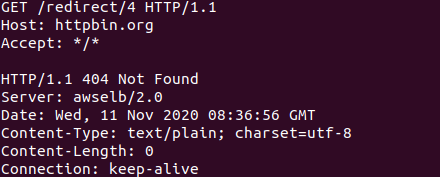 GET /redirect/4 HTTP/1.1
Host: httpbin.org
Accept: */*

HTTP/1.1 404 Not Found
Server: awselb/2.0
Date: Wed, 11 Nov 2020 08:36:56 GMT
Content-Type: text/plain; charset=utf-8
Content-Length: 0
Connection: keep-alive